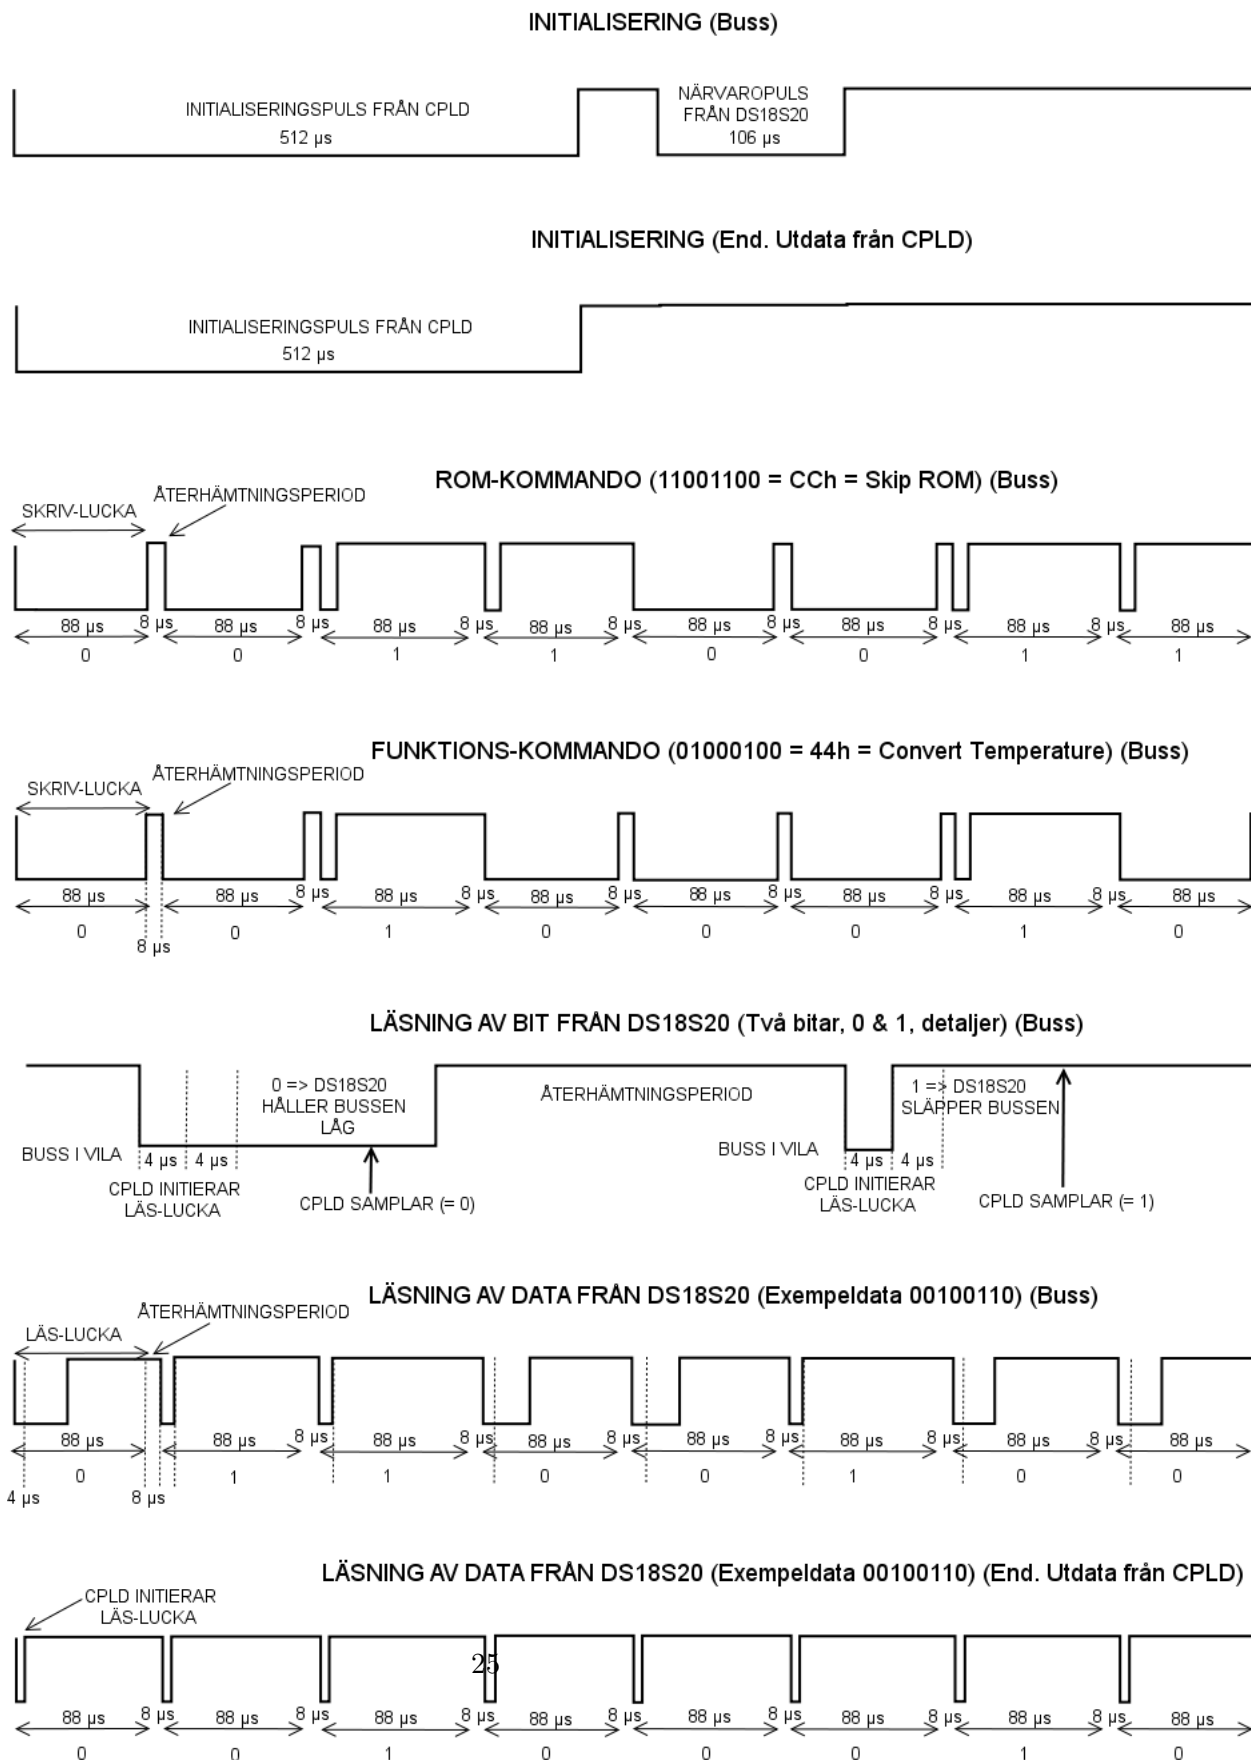 INITIALISERING (Buss)
INITIALISERINGSPULS FRÅN CPLD
512 µs
NÄRVAROPULS
FRÅN DS18S20
106 µs
INITIALISERING (End. Utdata från CPLD)
INITIALISERINGSPULS FRÅN CPLD
512 µs
ROM-KOMMANDO (11001100 = CCh = Skip ROM) (Buss)
SKRIV-LUCKA
ÅTERHÄMTNINGSPERIOD
88 µs 8 µs 88 µs 8 µs 88 µs 8 µs 88 µs 8 µs 88 µs 8 µs 88 µs 8 µs 88 µs 8 µs 88 µs
0 0 1 1 0 0 1 1
FUNKTIONS-KOMMANDO (01000100 = 44h = Convert Temperature) (Buss)
ÅTERHÄMTNINGSPERIOD
SKRIV-LUCKA
88 µs 88 µs 8 µs 88 µs 8 µs 88 µs 8 µs 88 µs 8 µs 88 µs 8 µs 88 µs 8 µs 88 µs
0 0 1 0 0 0 1 0
8 µs
LÄSNING AV BIT FRÅN DS18S20 (Två bitar, 0 & 1, detaljer) (Buss)
0 => DS18S20
HÅLLER BUSSEN
LÅG
ÅTERHÄMTNINGSPERIOD
1 => DS18S20
SLÄPPER BUSSEN
BUSS I VILA
4 µs 4 µs
CPLD INITIERAR
LÄS-LUCKA
CPLD SAMPLAR (= 0)
BUSS I VILA
4 µs 4 µs
CPLD INITIERAR
LÄS-LUCKA
CPLD SAMPLAR (= 1)
LÄSNING AV DATA FRÅN DS18S20 (Exempeldata 00100110) (Buss)
ÅTERHÄMTNINGSPERIOD
LÄS-LUCKA
88 µs 88 µs 8 µs 88 µs 8 µs 88 µs 8 µs 88 µs 8 µs 88 µs 8 µs 88 µs 8 µs 88 µs
0 1 1 0 0 1 0 0
4 µs 8 µs
LÄSNING AV DATA FRÅN DS18S20 (Exempeldata 00100110) (End. Utdata från CPLD)
CPLD INITIERAR
LÄS-LUCKA
25
88 µs 8 µs 88 µs 8 µs 88 µs 8 µs 88 µs 8 µs 88 µs 8 µs 88 µs 8 µs 88 µs 8 µs 88 µs
0 0 1 0 0 0 1 0